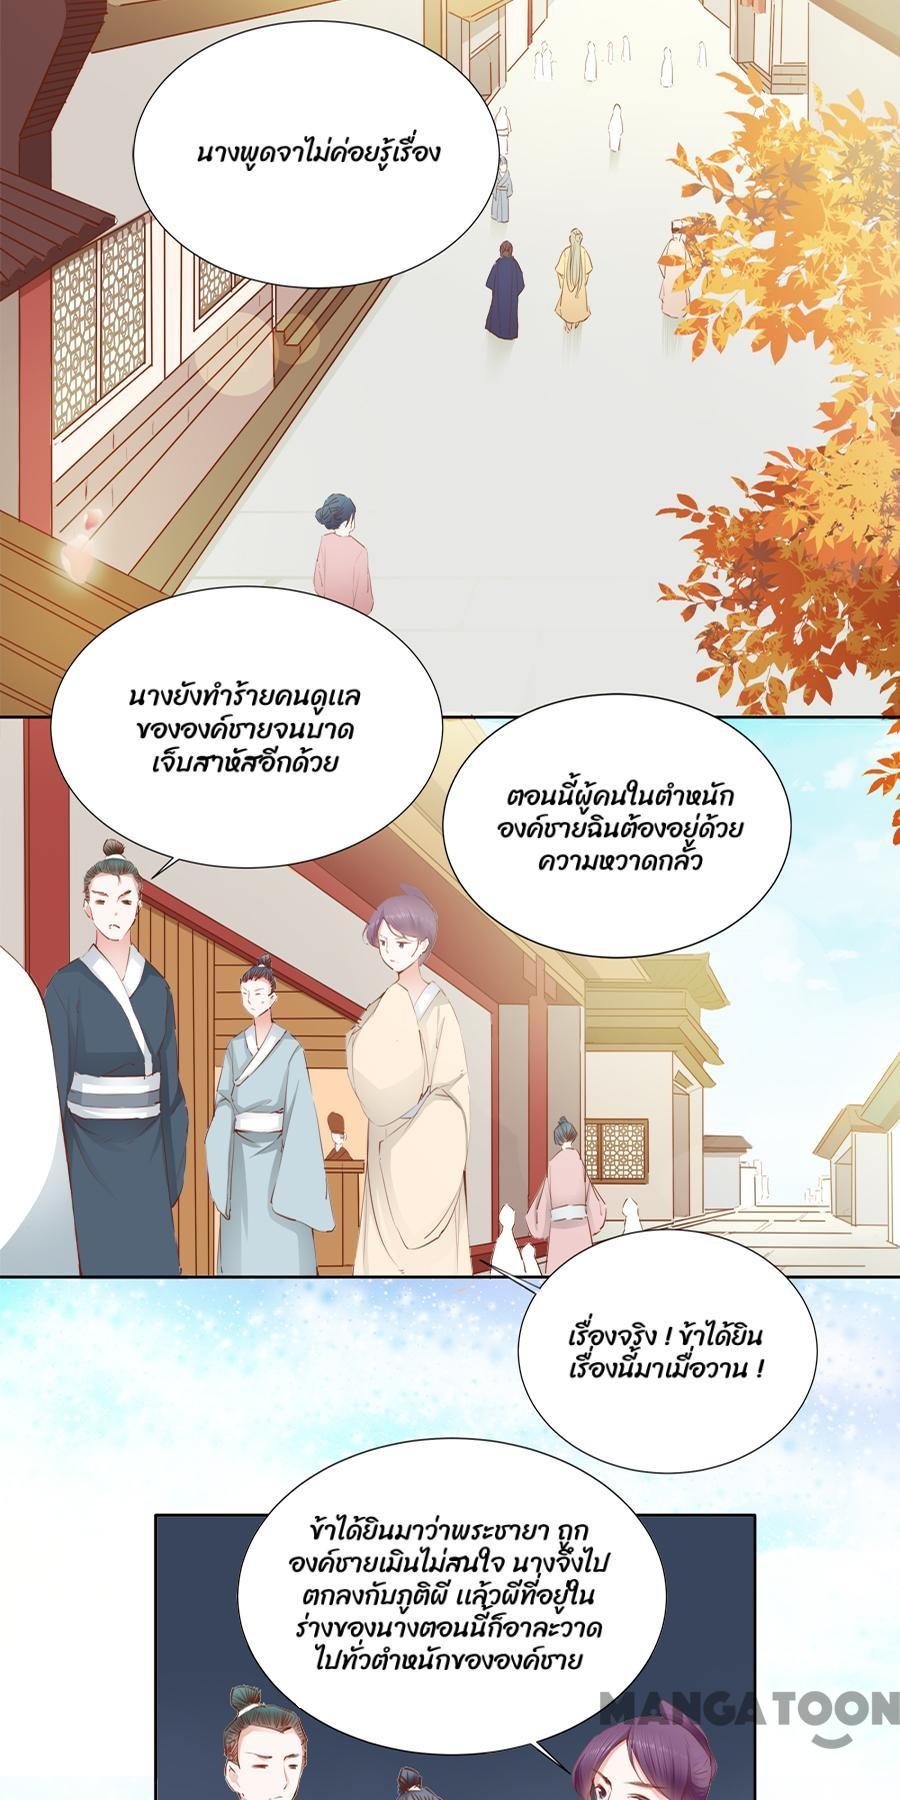 นางพูดจาไม่ค่อยรู้เรื่อง
นางยังทำร้ายคนดูแล
ขององค์ชายจนบาด
เจ็บสาหัสอีกด้วย
ตอนนี้ผู้คนในตำหนัก
องค์ชายฉินต้องอยู่ด้วย
ความหวาดกลัว
เรื่องจริง ! ข้าได้ยิน
เรื่องนี้มาเมื่อวาน !
ข้าได้ยินมาว่าพระชายา ถูก
องค์ชายเมินไม่สนใจ นางจึงไป
ตกลงกับภูติผี แล้วผีที่อยู่ใน
ร่างของนางตอนนี้ก็อาละวาด
ไปทั่วตำหนักขององค์ชาย
MANGATOON